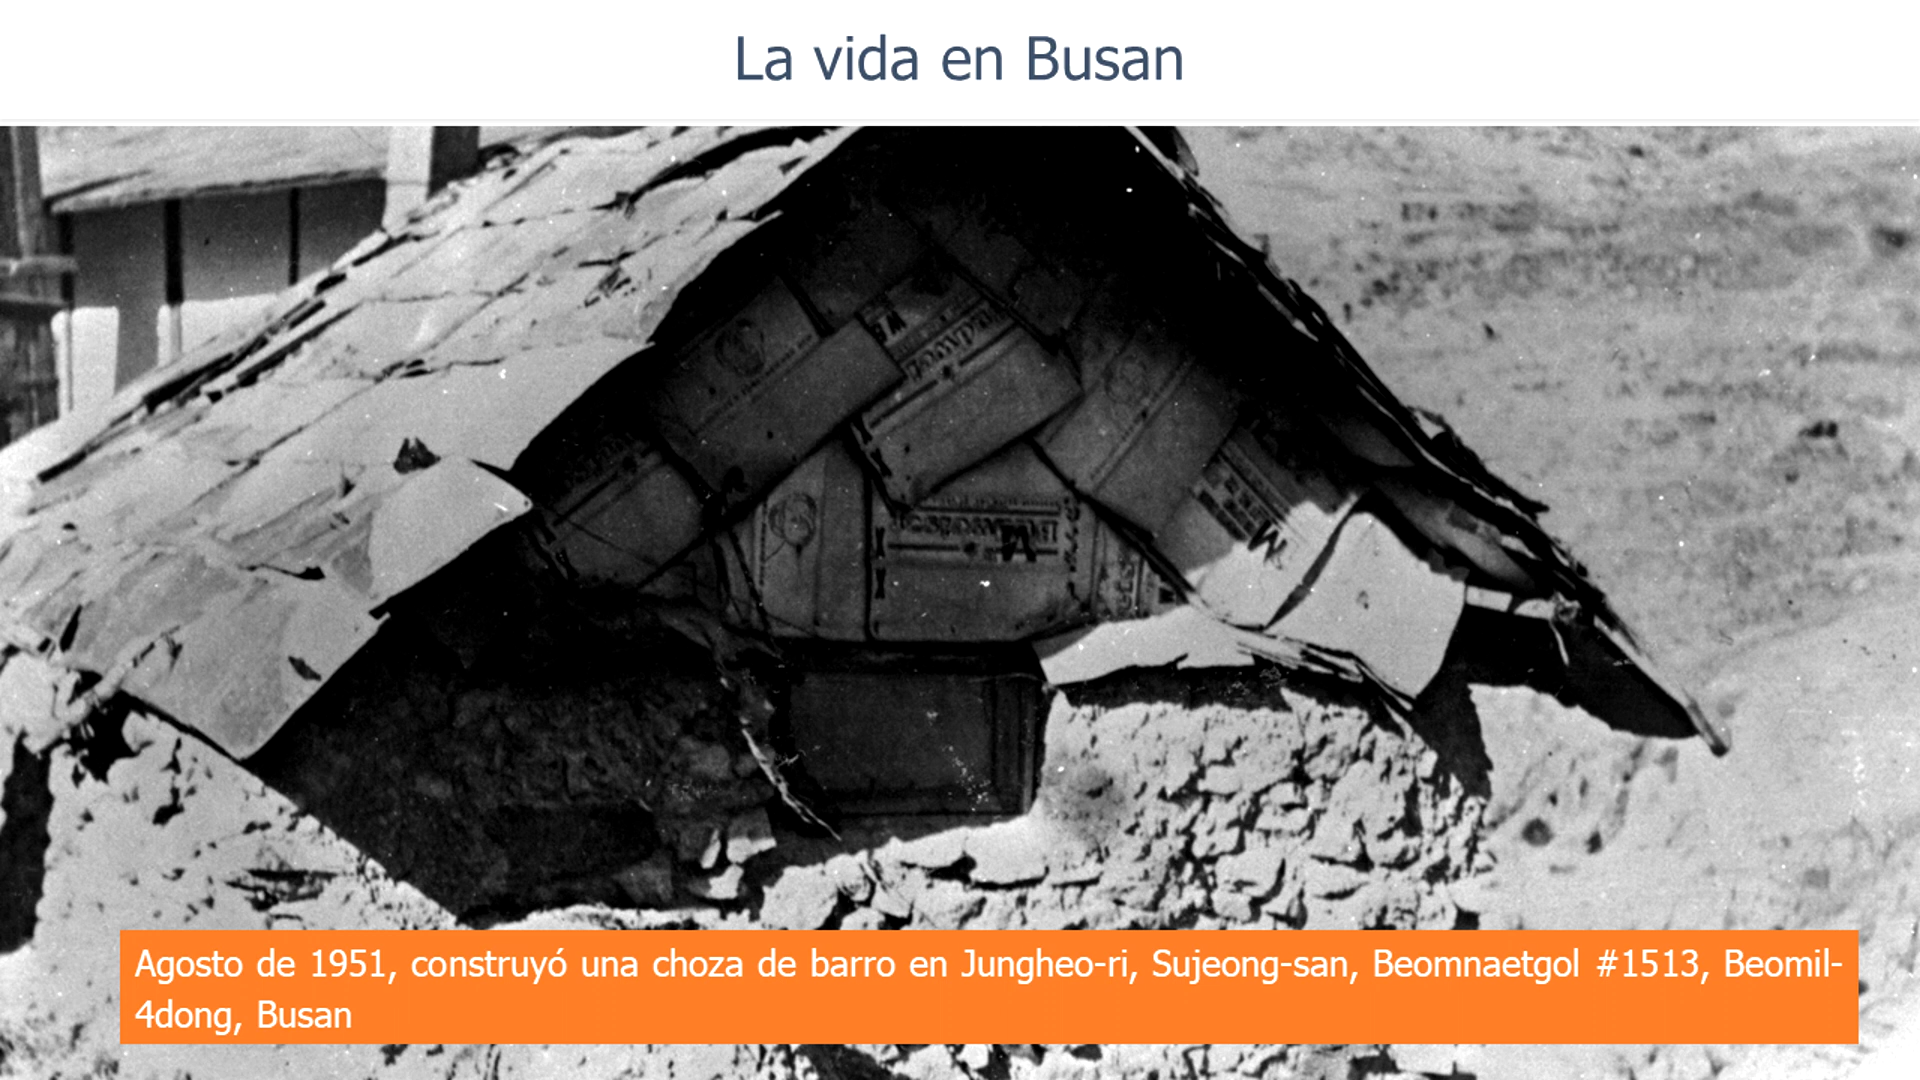 La vida en Busan
Agosto de 1951, construyó una choza de barro en Jungheo-ri, Sujeong-san, Beomnaetgol #1513, Beomil-
4dong, Busan